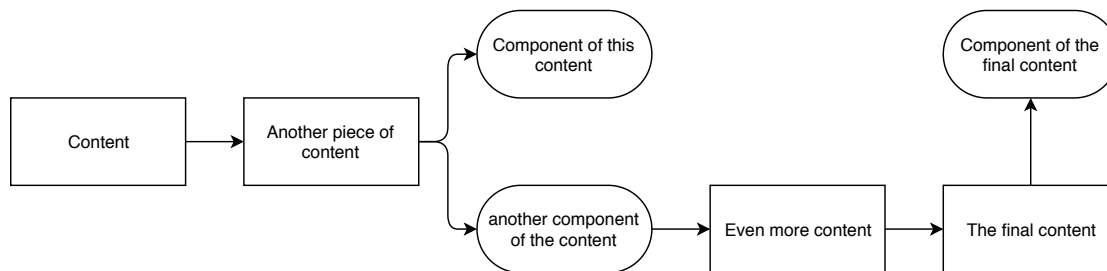 Component of this
content
Component of the
final content
Content
Another piece of
content
another component
of the content
Even more content
The final content